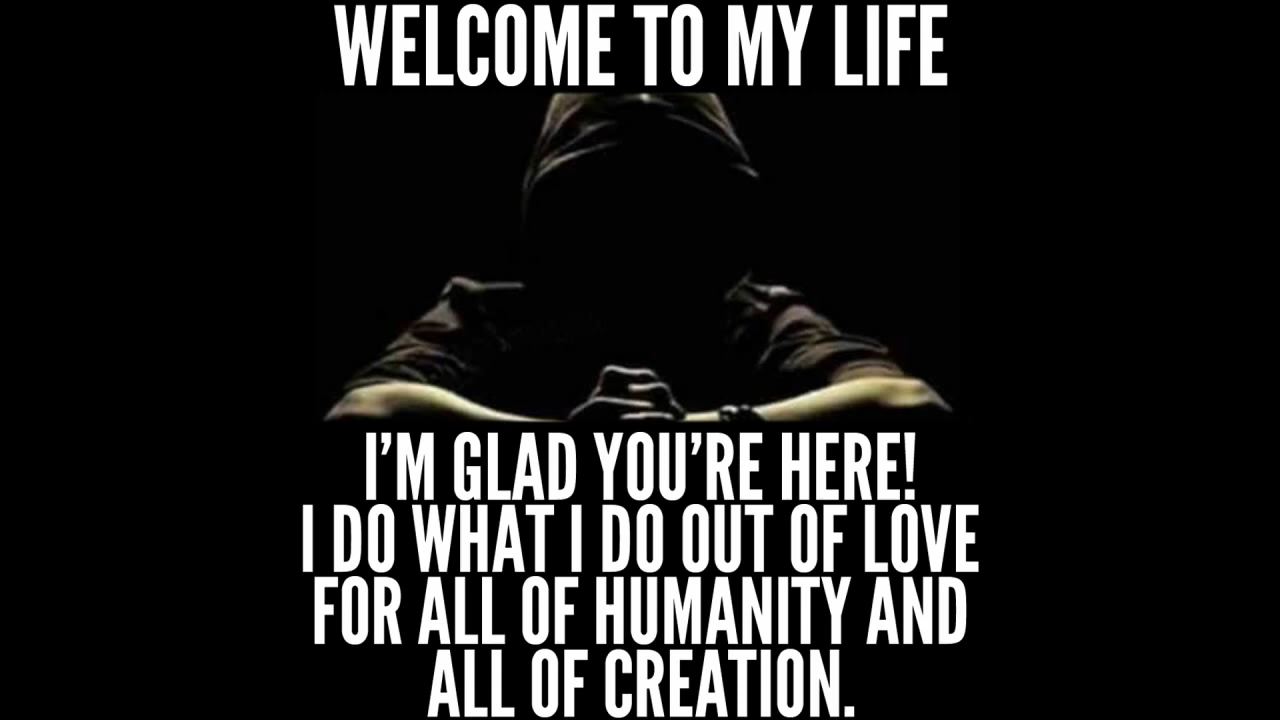 WELCOME TO MY LIFE
I'M GLAD YOU'RE HERE!
I DO WHAT I DO OUT OF LOVE
FOR ALL OF HUMANITY AND
ALL OF CREATION.